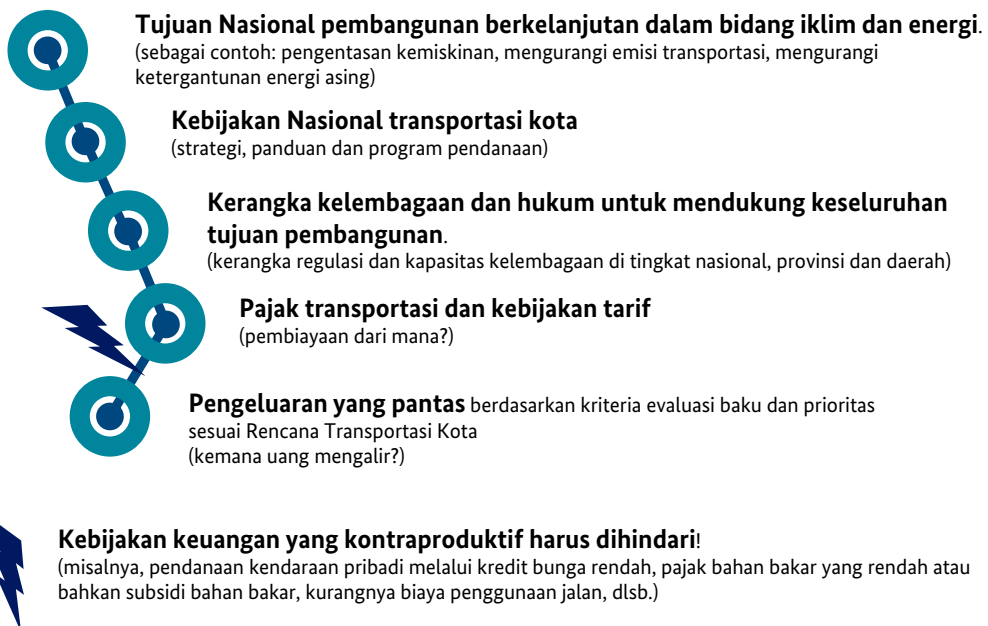 Tujuan Nasional pembangunan berkelanjutan dalam bidang iklim dan energi.
(sebagai contoh: pengentasan kemiskinan, mengurangi emisi transportasi, mengurangi
ketergantunan energi asing)
Kebijakan Nasional transportasi kota
(strategi, panduan dan program pendanaan)
Kerangka kelembagaan dan hukum untuk mendukung keseluruhan
tujuan pembangunan.
(kerangka regulasi dan kapasitas kelembagaan di tingkat nasional, provinsi dan daerah)
Pajak transportasi dan kebijakan tarif
(pembiayaan dari mana?)
Pengeluaran yang pantas berdasarkan kriteria evaluasi baku dan prioritas
sesuai Rencana Transportasi Kota
(kemana uang mengalir?)
Kebijakan keuangan yang kontraproduktif harus dihindari!
(misalnya, pendanaan kendaraan pribadi melalui kredit bunga rendah, pajak bahan bakar yang rendah atau
bahkan subsidi bahan bakar, kurangnya biaya penggunaan jalan, dlsb.)